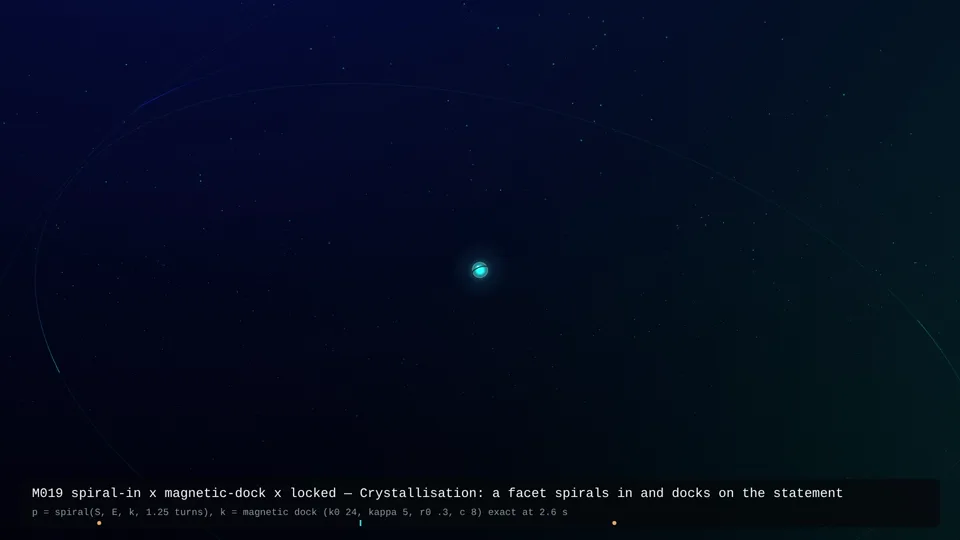 M019 spiral-in x magnetic-dock x locked — Crystallisation: a facet spirals in and docks on the statement
p = spiral(S, E, k, 1.25 turns), k = magnetic dock (k0 24, kappa 5, r0 .3, c 8) exact at 2.6 s